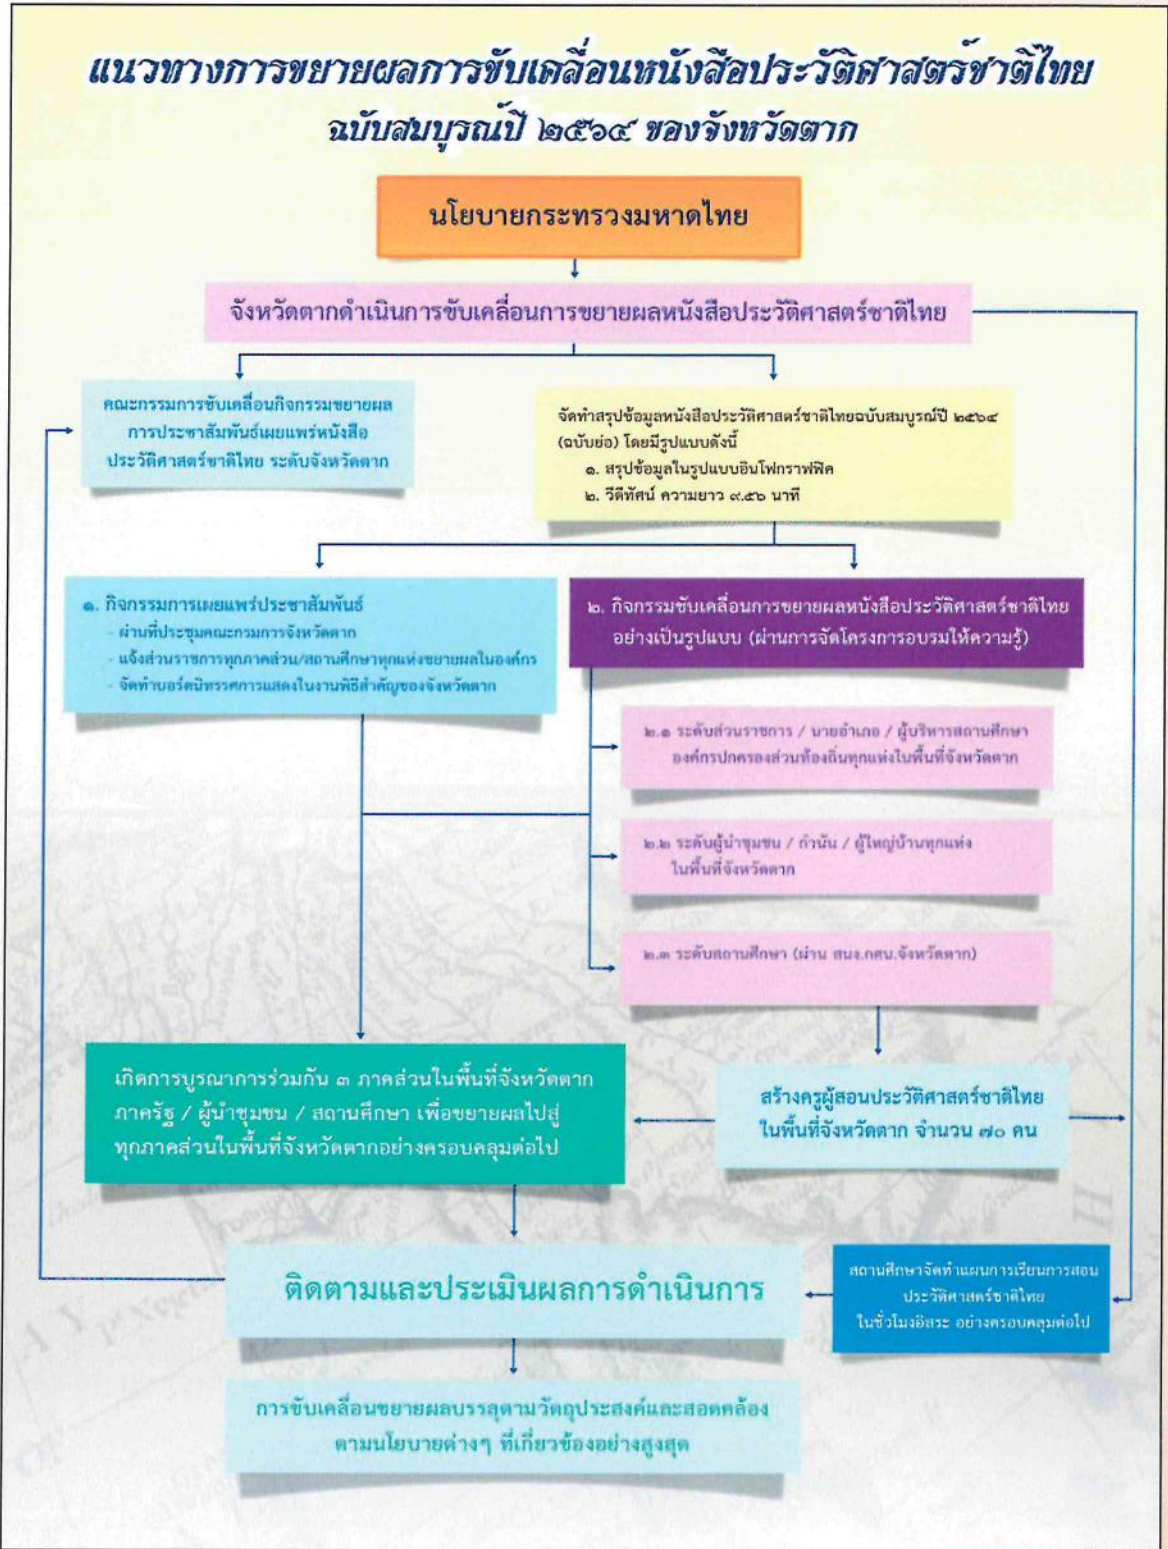 แนวทางการขยายผลการขับเคลื่อนหนังสือประวัติศาสตร์ชาติไทย
ฉบับสมบูรณ์ปี ๒๕๖๔ ของจังหวัดตาก
นโยบายกระทรวงมหาดไทย
จังหวัดตากดำเนินการขับเคลื่อนการขยายผลหนังสือประวัติศาสตร์ชาติไทย
คณะกรรมการขับเคลื่อนกิจกรรมขยายผล
การประชาสัมพันธ์เผยแพร่หนังสือ
ประวัติศาสตร์ชาติไทย ระดับจังหวัดตาก
จัดทำสรุปข้อมูลหนังสือประวัติศาสตร์ชาติไทยฉบับสมบูรณ์ปี ๒๕๖๔
(ฉบับย่อ) โดยมีรูปแบบดังนี้
๑. สรุปข้อมูลในรูปแบบอินโฟกราฟฟิค
๒. วีดีทัศน์ ความยาว ๙.๕๖ นาที
๑. กิจกรรมการเผยแพร่ประชาสัมพันธ์
- ผ่านที่ประชุมคณะกรมการจังหวัดตาก
- แจ้งส่วนราชการทุกภาคส่วน/สถานศึกษาทุกแห่งขยายผลในองค์กร
- จัดทำบอร์ดนิทรรศการแสดงในงานพิธีสำคัญของจังหวัดตาก
๒. กิจกรรมขับเคลื่อนการขยายผลหนังสือประวัติศาสตร์ชาติไทย
อย่างเป็นรูปแบบ (ผ่านการจัดโครงการอบรมให้ความรู้)
๒.๑ ระดับส่วนราชการ / นายอำเภอ / ผู้บริหารสถานศึกษา
องค์กรปกครองส่วนท้องถิ่นทุกแห่งในพื้นที่จังหวัดตาก
๒.๒ ระดับผู้นำชุมชน / กำนัน / ผู้ใหญ่บ้านทุกแห่ง
ในพื้นที่จังหวัดตาก
๒.๓ ระดับสถานศึกษา (ผ่าน สนง.กศน.จังหวัดตาก)
เกิดการบูรณาการร่วมกัน ๓ ภาคส่วนในพื้นที่จังหวัดตาก
ภาครัฐ / ผู้นำชุมชน / สถานศึกษา เพื่อขยายผลไปสู่
ทุกภาคส่วนในพื้นที่จังหวัดตากอย่างครอบคลุมต่อไป
สร้างครูผู้สอนประวัติศาสตร์ชาติไทย
ในพื้นที่จังหวัดตาก จำนวน ๗๐ คน
ติดตามและประเมินผลการดำเนินการ
สถานศึกษาจัดทำแผนการเรียนการสอน
ประวัติศาสตร์ชาติไทย
ในชั่วโมงอิสระ อย่างครอบคลุมต่อไป
การขับเคลื่อนขยายผลบรรลุตามวัตถุประสงค์และสอดคล้อง
ตามนโยบายต่างๆ ที่เกี่ยวข้องอย่างสูงสุด